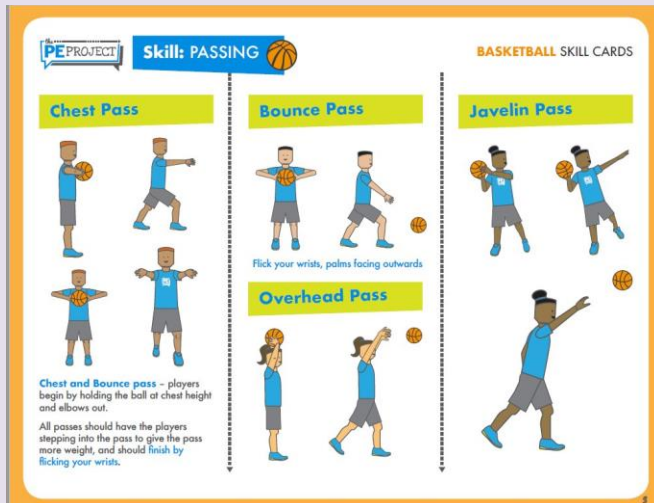 the
PE PROJECT
Skill: PASSING
BASKETBALL SKILL CARDS
Chest Pass
Chest and Bounce pass – players
begin by holding the ball at chest height
and elbows out.
All passes should have the players
stepping into the pass to give the pass
more weight, and should finish by
flicking your wrists.
Bounce Pass
Flick your wrists, palms facing outwards
Overhead Pass
Javelin Pass